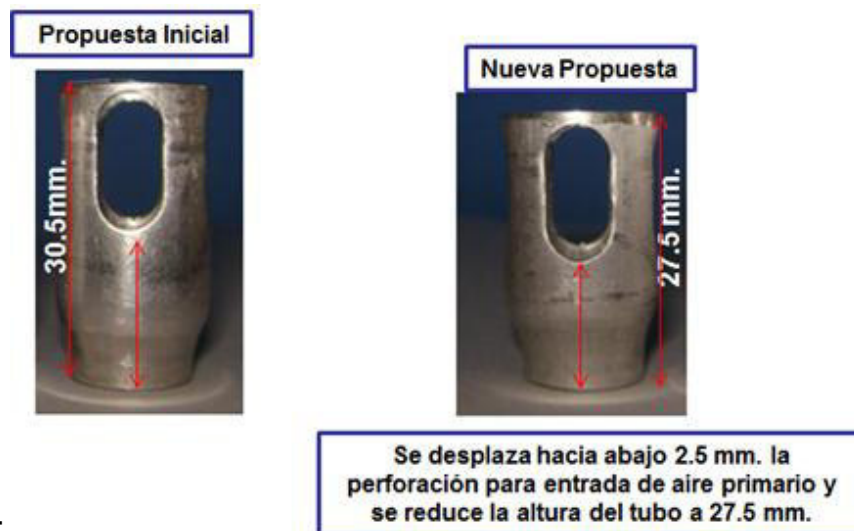 Propuesta Inicial
Nueva Propuesta
30.5mm.
27.5 mm.
Se desplaza hacia abajo 2.5 mm. la
perforación para entrada de aire primario y
se reduce la altura del tubo a 27.5 mm.